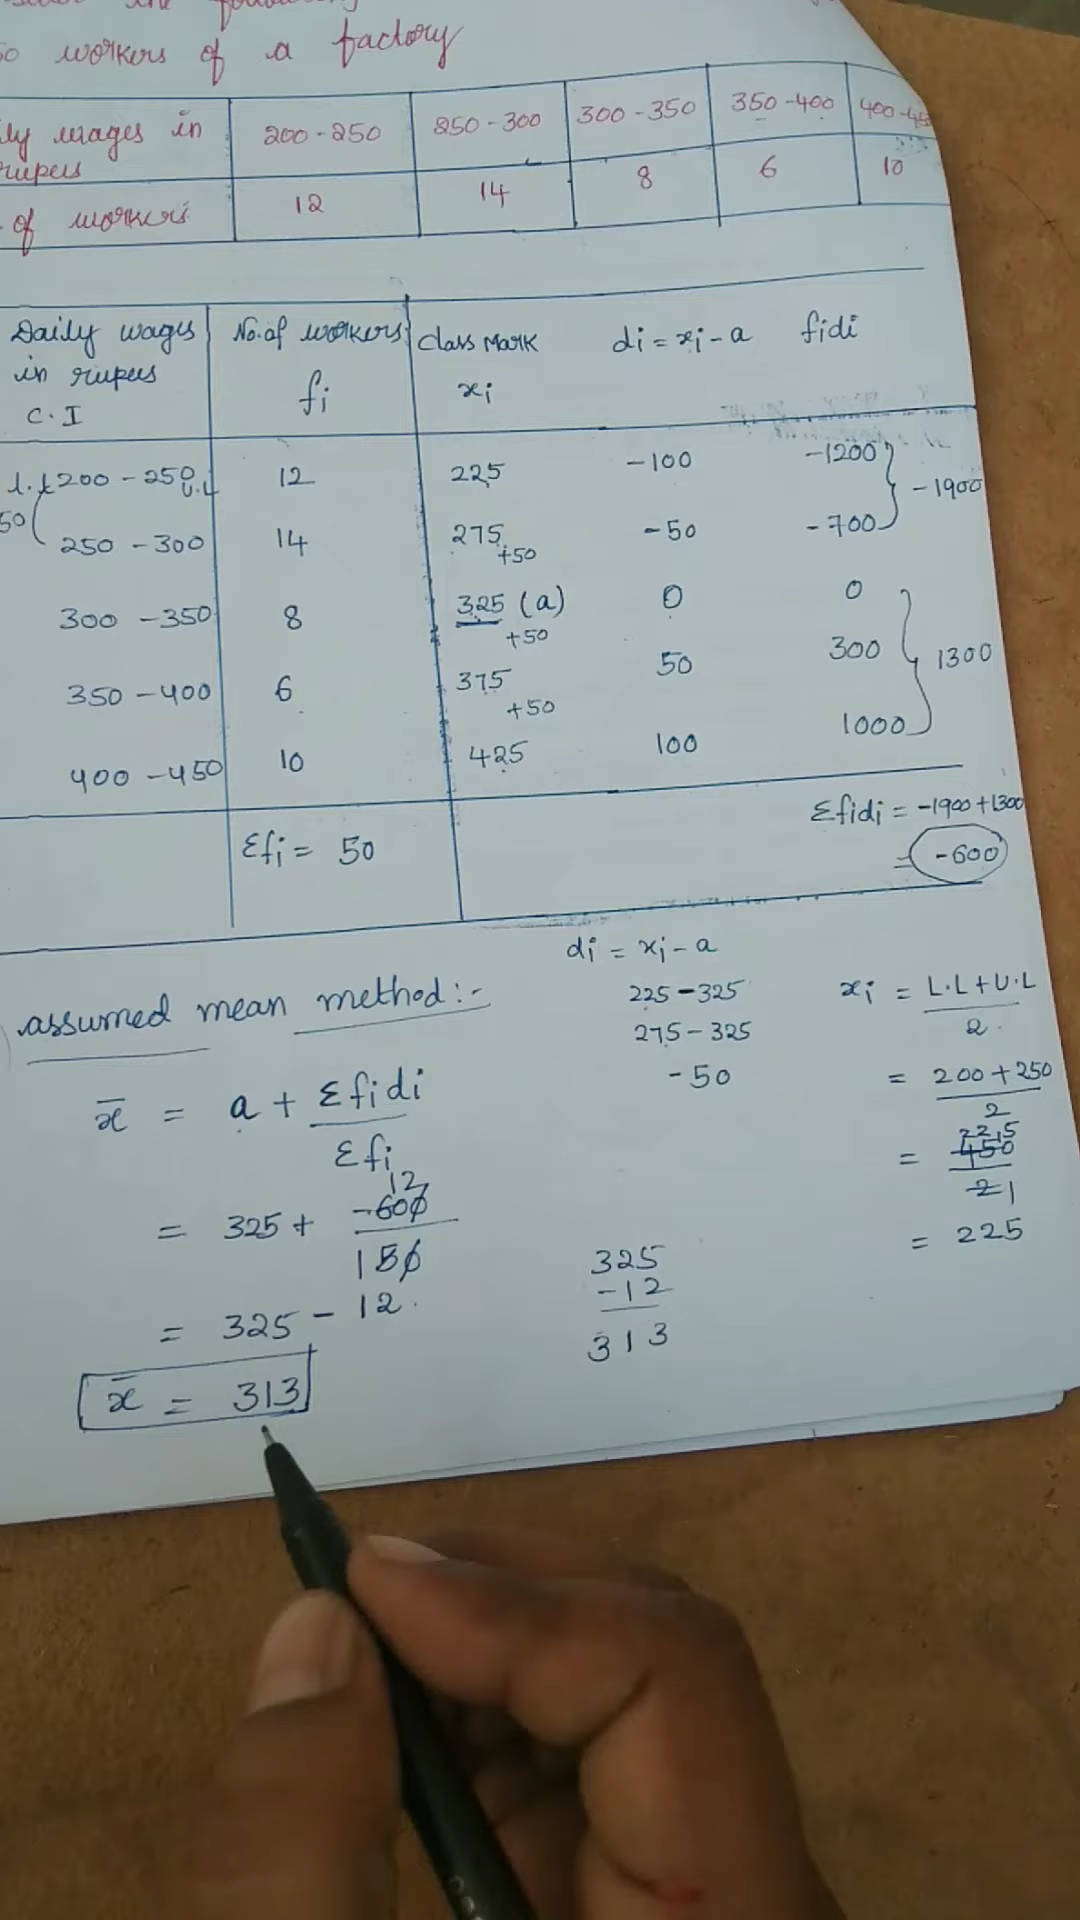 50 workers of a factory
wages in rupees 200-250 250-300 300-350 350-400
of workers 12 14 8 6 10
Daily wages in rupees C.I No. of workers fi Class Mark xi di = xi - a fidi
200 - 250 U.L 12 225 -100 -1200
-1900
50
250 - 300 14 275 -50 -700
+50
300 - 350 8 325 (a) 0 0
+50
350 - 400 6 375 50 300
1300
+50
400 - 450 10 425 100 1000
Σfi = 50 Σfidi = -1900+1300
= -600
assumed mean method:-
x̄ = a + Σfidi / Σfi
= 325 + -600 / 50
12
= 325 - 12
x̄ = 313
di = xi - a
225 - 325
275 - 325
-50
325
-12
313
xi = L.L + U.L / 2
= 200 + 250 / 2
225
= 450 / 2 1
= 225